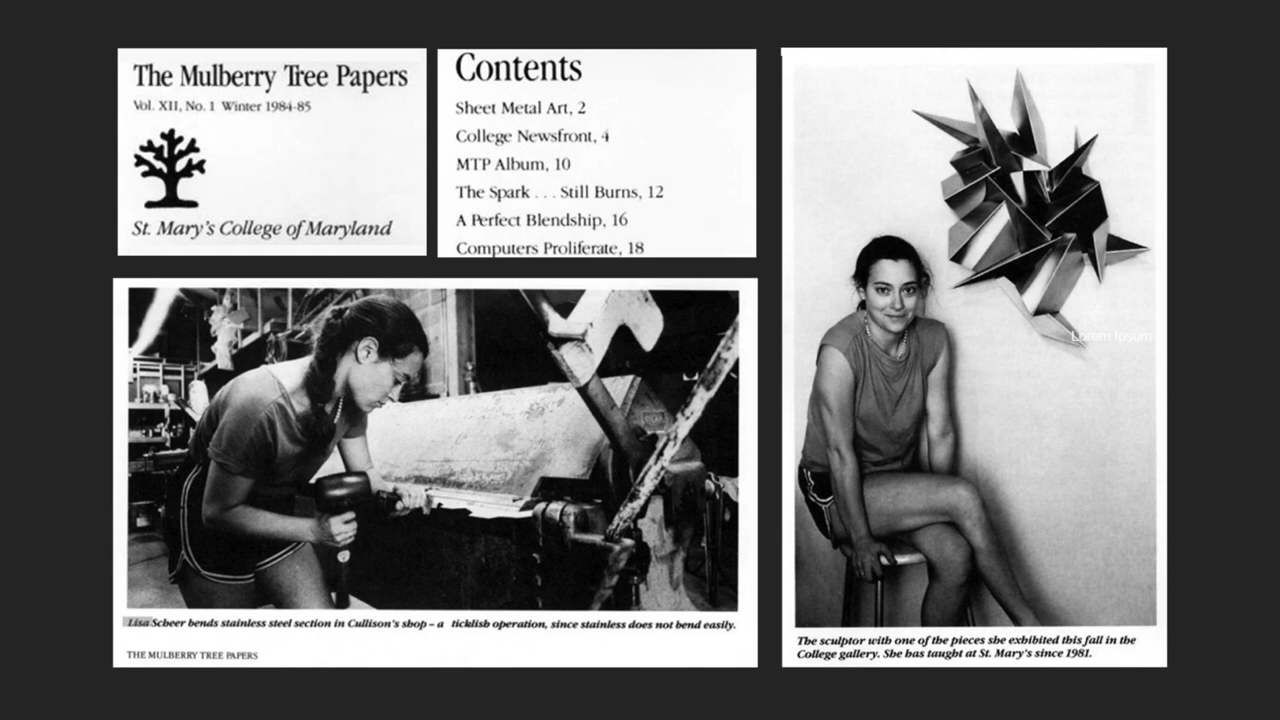 The Mulberry Tree Papers
Vol. XII, No. 1 Winter 1984-85
St. Mary's College of Maryland
Contents
Sheet Metal Art, 2
College Newsfront, 4
MTP Album, 10
The Spark . . . Still Burns, 12
A Perfect Blendship, 16
Computers Proliferate, 18
Lisa Scheer bends stainless steel section in Cullison's shop – a ticklish operation, since stainless does not bend easily.
THE MULBERRY TREE PAPERS
Lorem Ipsum
The sculptor with one of the pieces she exhibited this fall in the
College gallery. She has taught at St. Mary's since 1981.